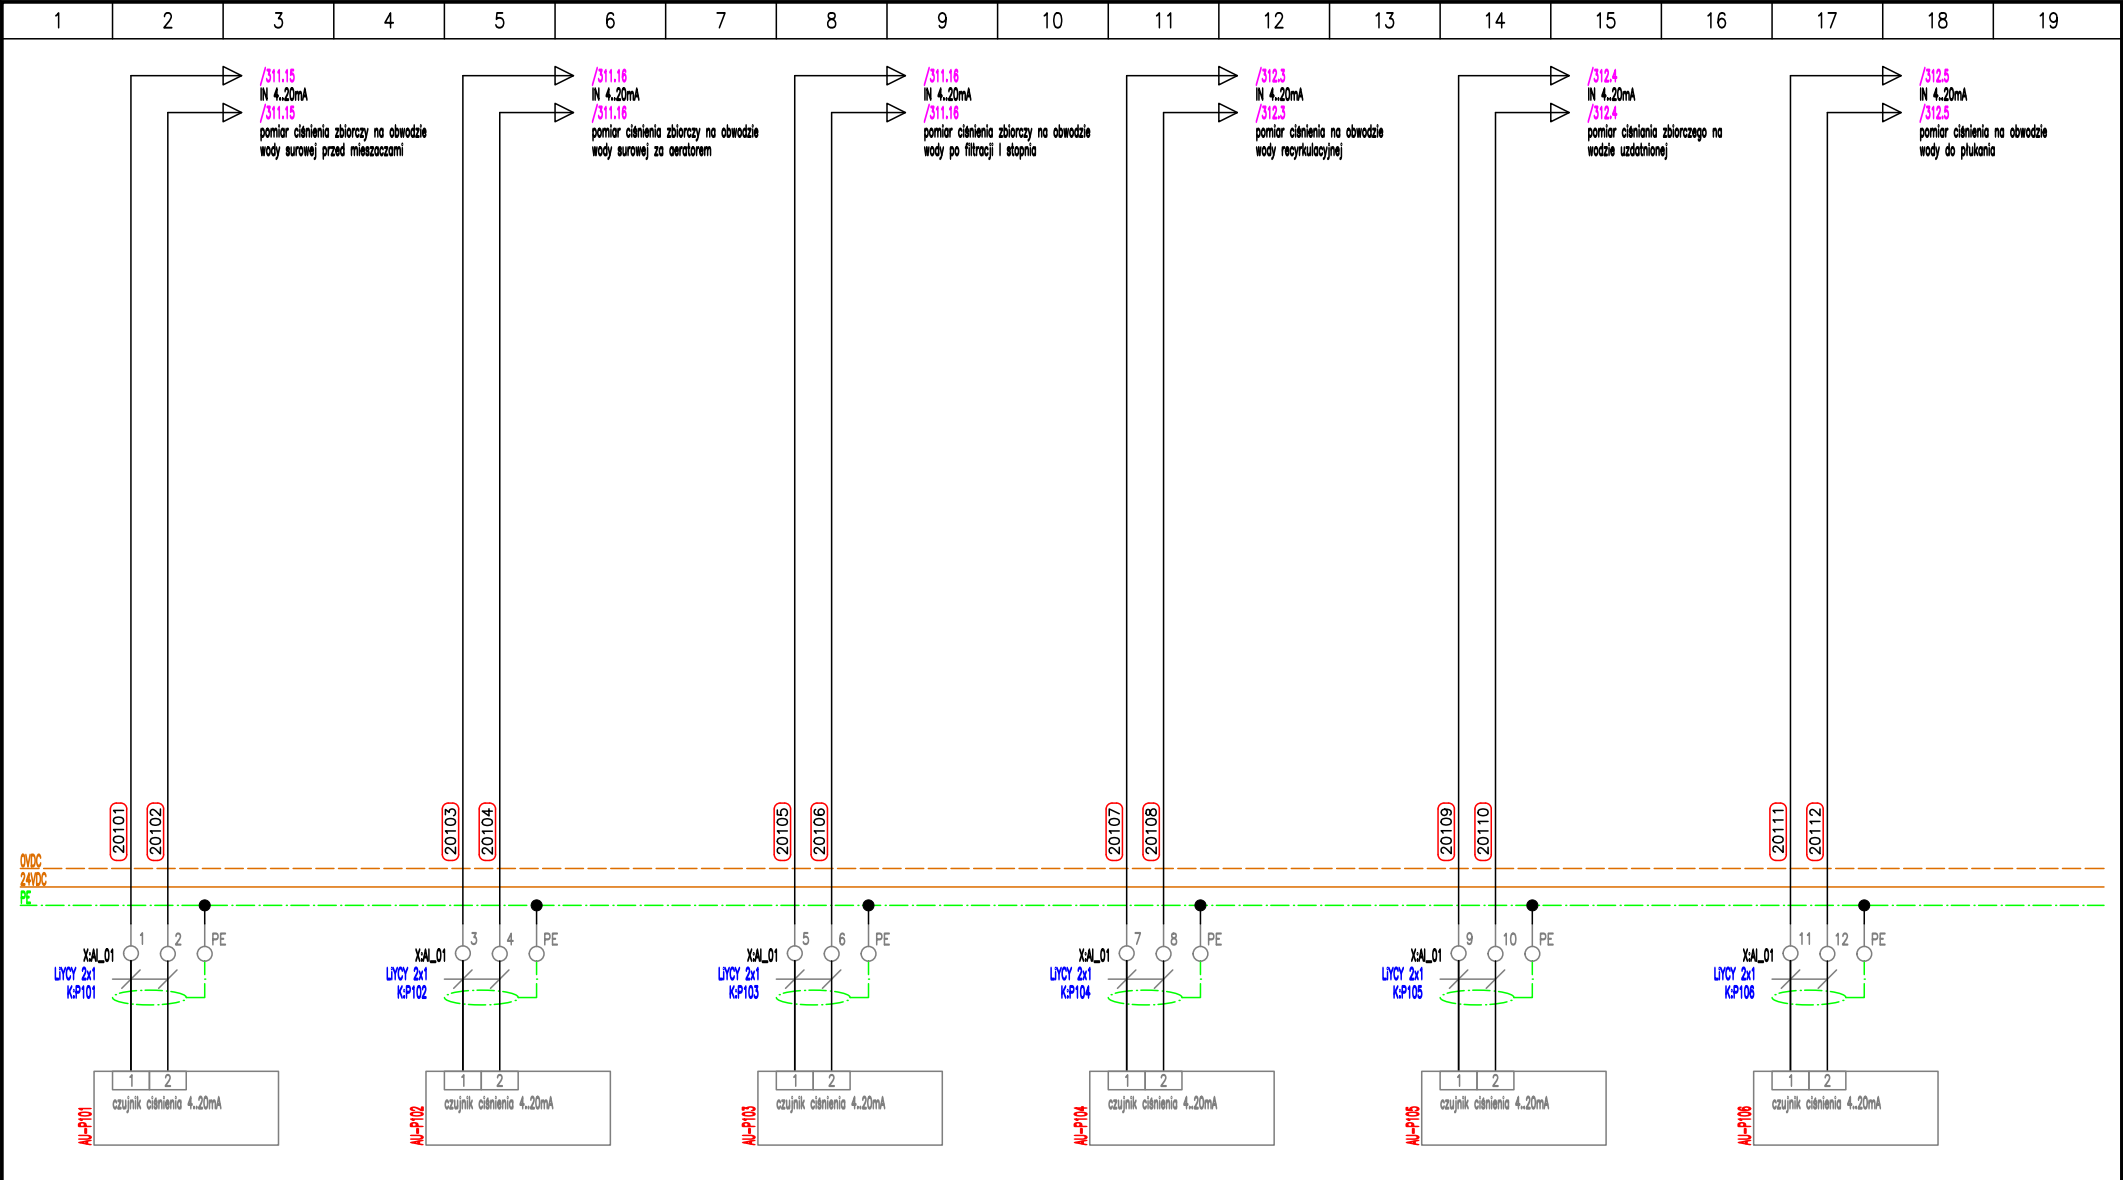 1 2 3 4 5 6 7 8 9 10 11 12 13 14 15 16 17 18 19
/311.15
IN 4..20mA
/311.15
pomiar ciśnienia zbiorczy na obwodzie
wody surowej przed mieszaczami
/311.16
IN 4..20mA
/311.16
pomiar ciśnienia zbiorczy na obwodzie
wody surowej za aeratorem
/311.16
IN 4..20mA
/311.16
pomiar ciśnienia zbiorczy na obwodzie
wody po filtracji I stopnia
/312.3
IN 4..20mA
/312.3
pomiar ciśnienia na obwodzie
wody recyrkulacyjnej
/312.4
IN 4..20mA
/312.4
pomiar ciśniania zbiorczego na
wodzie uzdatnionej
/312.5
IN 4..20mA
/312.5
pomiar ciśnienia na obwodzie
wody do płukania
20101 20102 20103 20104 20105 20106 20107 20108 20109 20110 20111 20112
0VDC
24VDC
PE
1 2 PE
X:AI_01
LiYCY 2x1
K:P101
3 4 PE
X:AI_01
LiYCY 2x1
K:P102
5 6 PE
X:AI_01
LiYCY 2x1
K:P103
7 8 PE
X:AI_01
LiYCY 2x1
K:P104
9 10 PE
X:AI_01
LiYCY 2x1
K:P105
11 12 PE
X:AI_01
LiYCY 2x1
K:P106
1 2
czujnik ciśnienia 4..20mA
AU-P101
1 2
czujnik ciśnienia 4..20mA
AU-P102
1 2
czujnik ciśnienia 4..20mA
AU-P103
1 2
czujnik ciśnienia 4..20mA
AU-P104
1 2
czujnik ciśnienia 4..20mA
AU-P105
1 2
czujnik ciśnienia 4..20mA
AU-P106